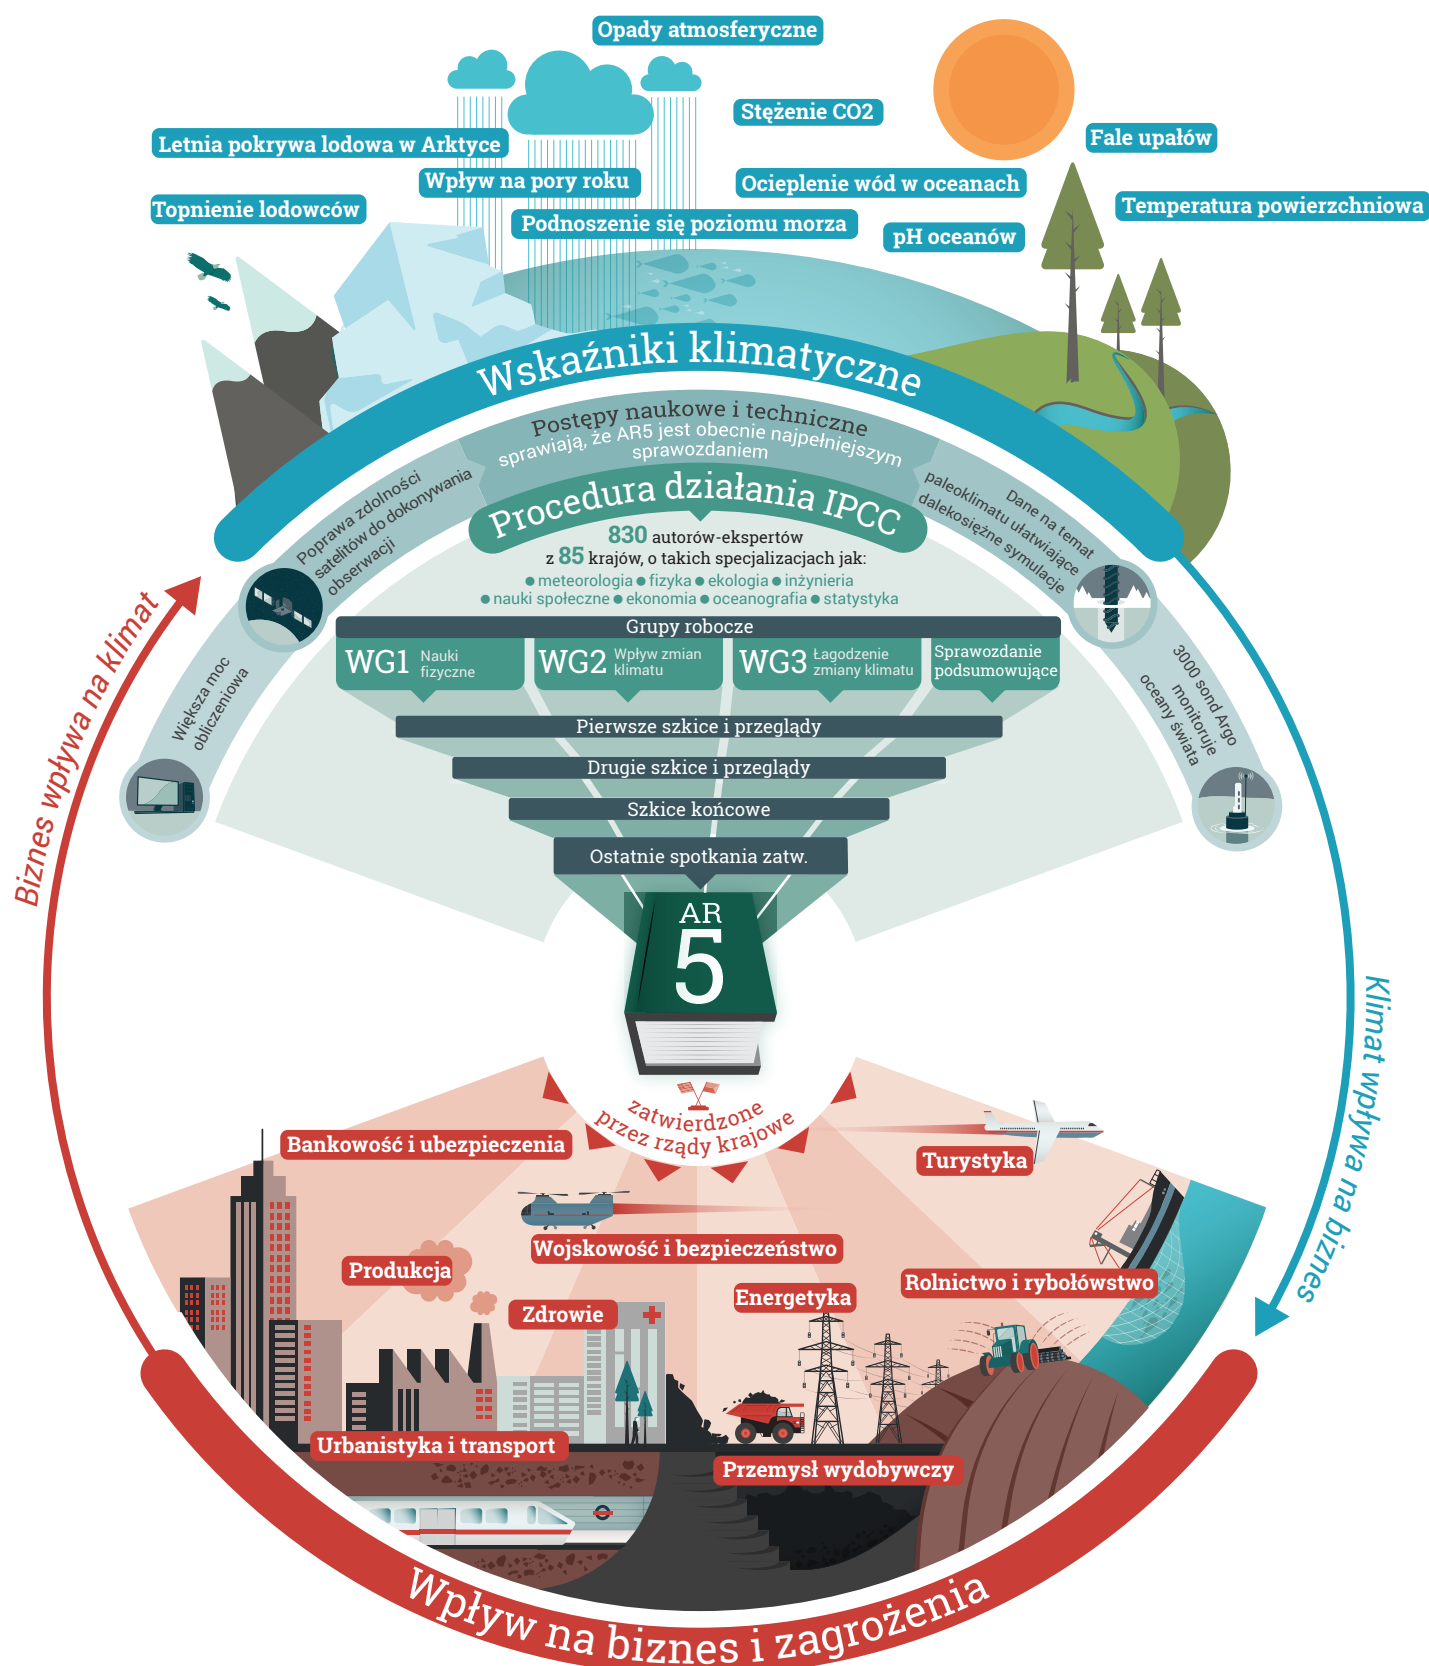 Opady atmosferyczne
Stężenie CO2
Fale upałów
Letnia pokrywa lodowa w Arktyce
Wpływ na pory roku
Ocieplenie wód w oceanach
Topnienie lodowców
Temperatura powierzchniowa
Podnoszenie się poziomu morza
pH oceanów
Wskaźniki klimatyczne
Postępy naukowe i techniczne
sprawiają, że AR5 jest obecnie najpełniejszym
sprawozdaniem
Poprawa zdolności
satelitów do dokonywania
obserwacji
Dane na temat
paleoklimatu ułatwiające
dalekosiężne symulacje
Większa moc
obliczeniowa
3000 sond Argo
monitoruje
oceany świata
Procedura działania IPCC
830 autorów-ekspertów
z 85 krajów, o takich specjalizacjach jak:
● meteorologia ● fizyka ● ekologia ● inżynieria
● nauki społeczne ● ekonomia ● oceanografia ● statystyka
Grupy robocze
WG1 Nauki
fizyczne
WG2 Wpływ zmian
klimatu
WG3 Łagodzenie
zmiany klimatu
Sprawozdanie
podsumowujące
Pierwsze szkice i przeglądy
Drugie szkice i przeglądy
Szkice końcowe
Ostatnie spotkania zatw.
AR
5
zatwierdzone
przez rządy krajowe
Biznes wpływa na klimat
Klimat wpływa na biznes
Bankowość i ubezpieczenia
Turystyka
Wojskowość i bezpieczeństwo
Produkcja
Rolnictwo i rybołówstwo
Energetyka
Zdrowie
Urbanistyka i transport
Przemysł wydobywczy
Wpływ na biznes i zagrożenia